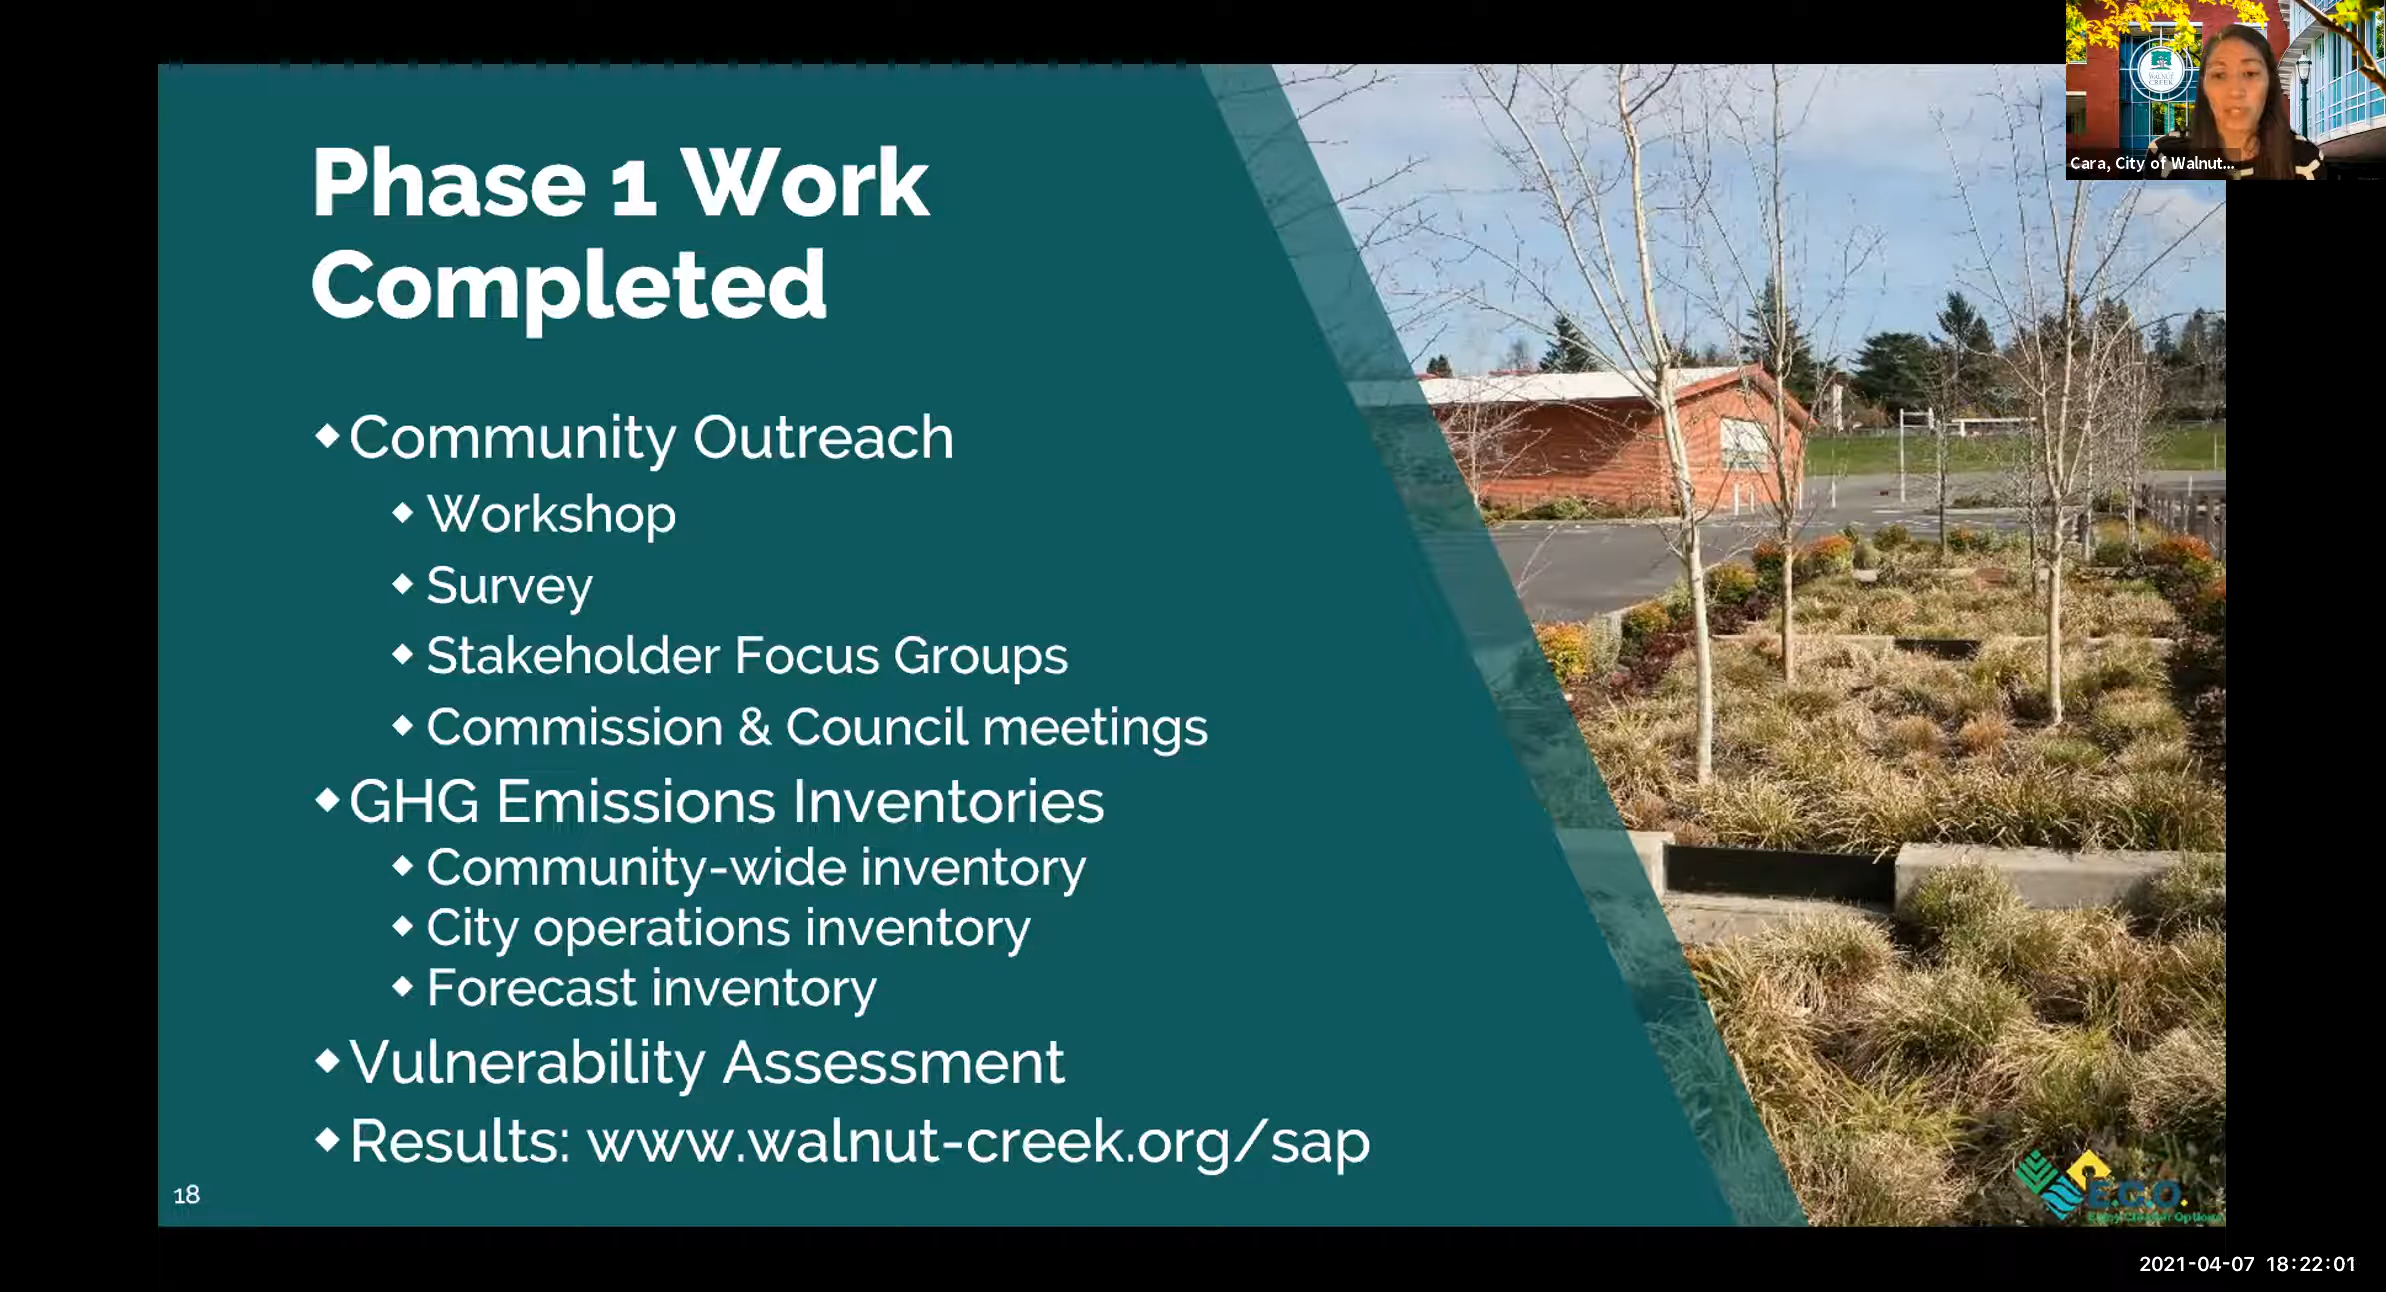 WALNUT
CREEK
Cara, City of Walnut...
Phase 1 Work
Completed
Community Outreach
Workshop
Survey
Stakeholder Focus Groups
Commission & Council meetings
GHG Emissions Inventories
Community-wide inventory
City operations inventory
Forecast inventory
Vulnerability Assessment
Results: www.walnut-creek.org/sap
18
E.C.O.
2021-04-07 18:22:01